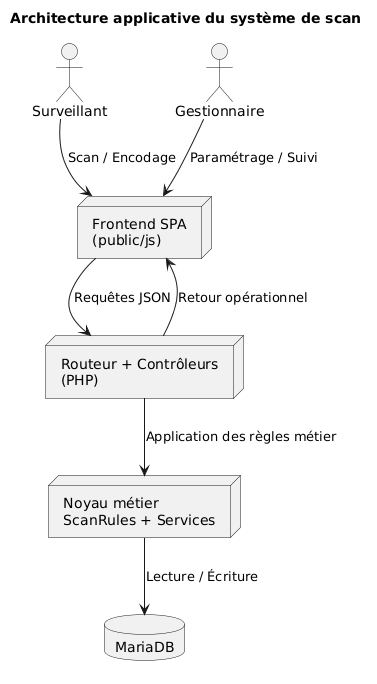 Architecture applicative du système de scan
Surveillant
Gestionnaire
Scan / Encodage
Paramétrage / Suivi
Frontend SPA
(public/js)
Requêtes JSON
Retour opérationnel
Routeur + Contrôleurs
(PHP)
Application des règles métier
Noyau métier
ScanRules + Services
Lecture / Écriture
MariaDB